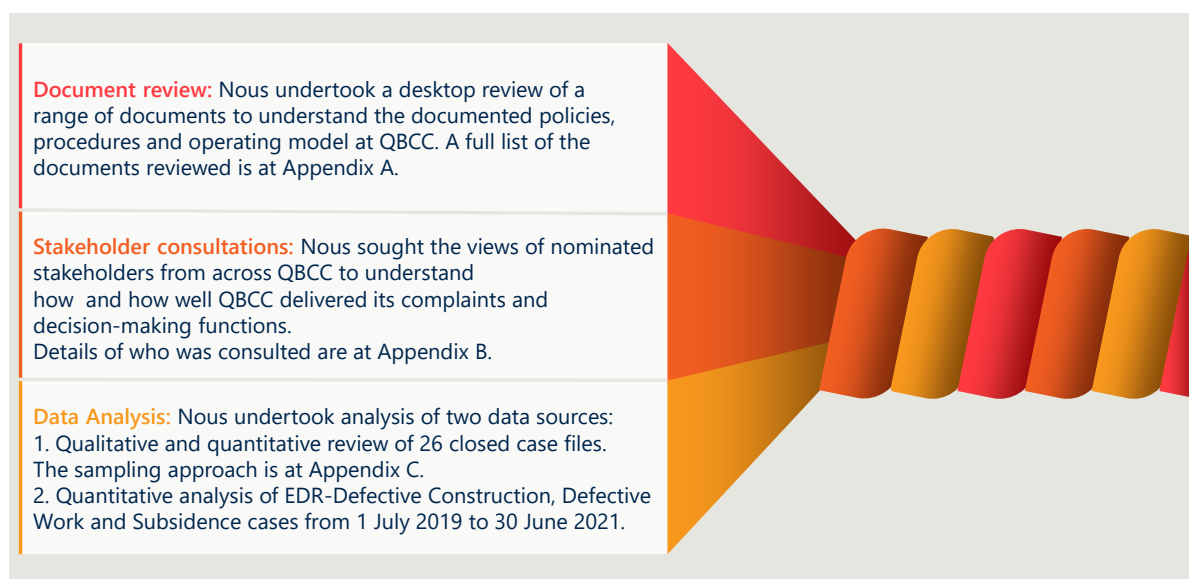 Document review: Nous undertook a desktop review of a
range of documents to understand the documented policies,
procedures and operating model at QBCC. A full list of the
documents reviewed is at Appendix A.
Stakeholder consultations: Nous sought the views of nominated
stakeholders from across QBCC to understand
how and how well QBCC delivered its complaints and
decision-making functions.
Details of who was consulted are at Appendix B.
Data Analysis: Nous undertook analysis of two data sources:
1. Qualitative and quantitative review of 26 closed case files.
The sampling approach is at Appendix C.
2. Quantitative analysis of EDR-Defective Construction, Defective
Work and Subsidence cases from 1 July 2019 to 30 June 2021.